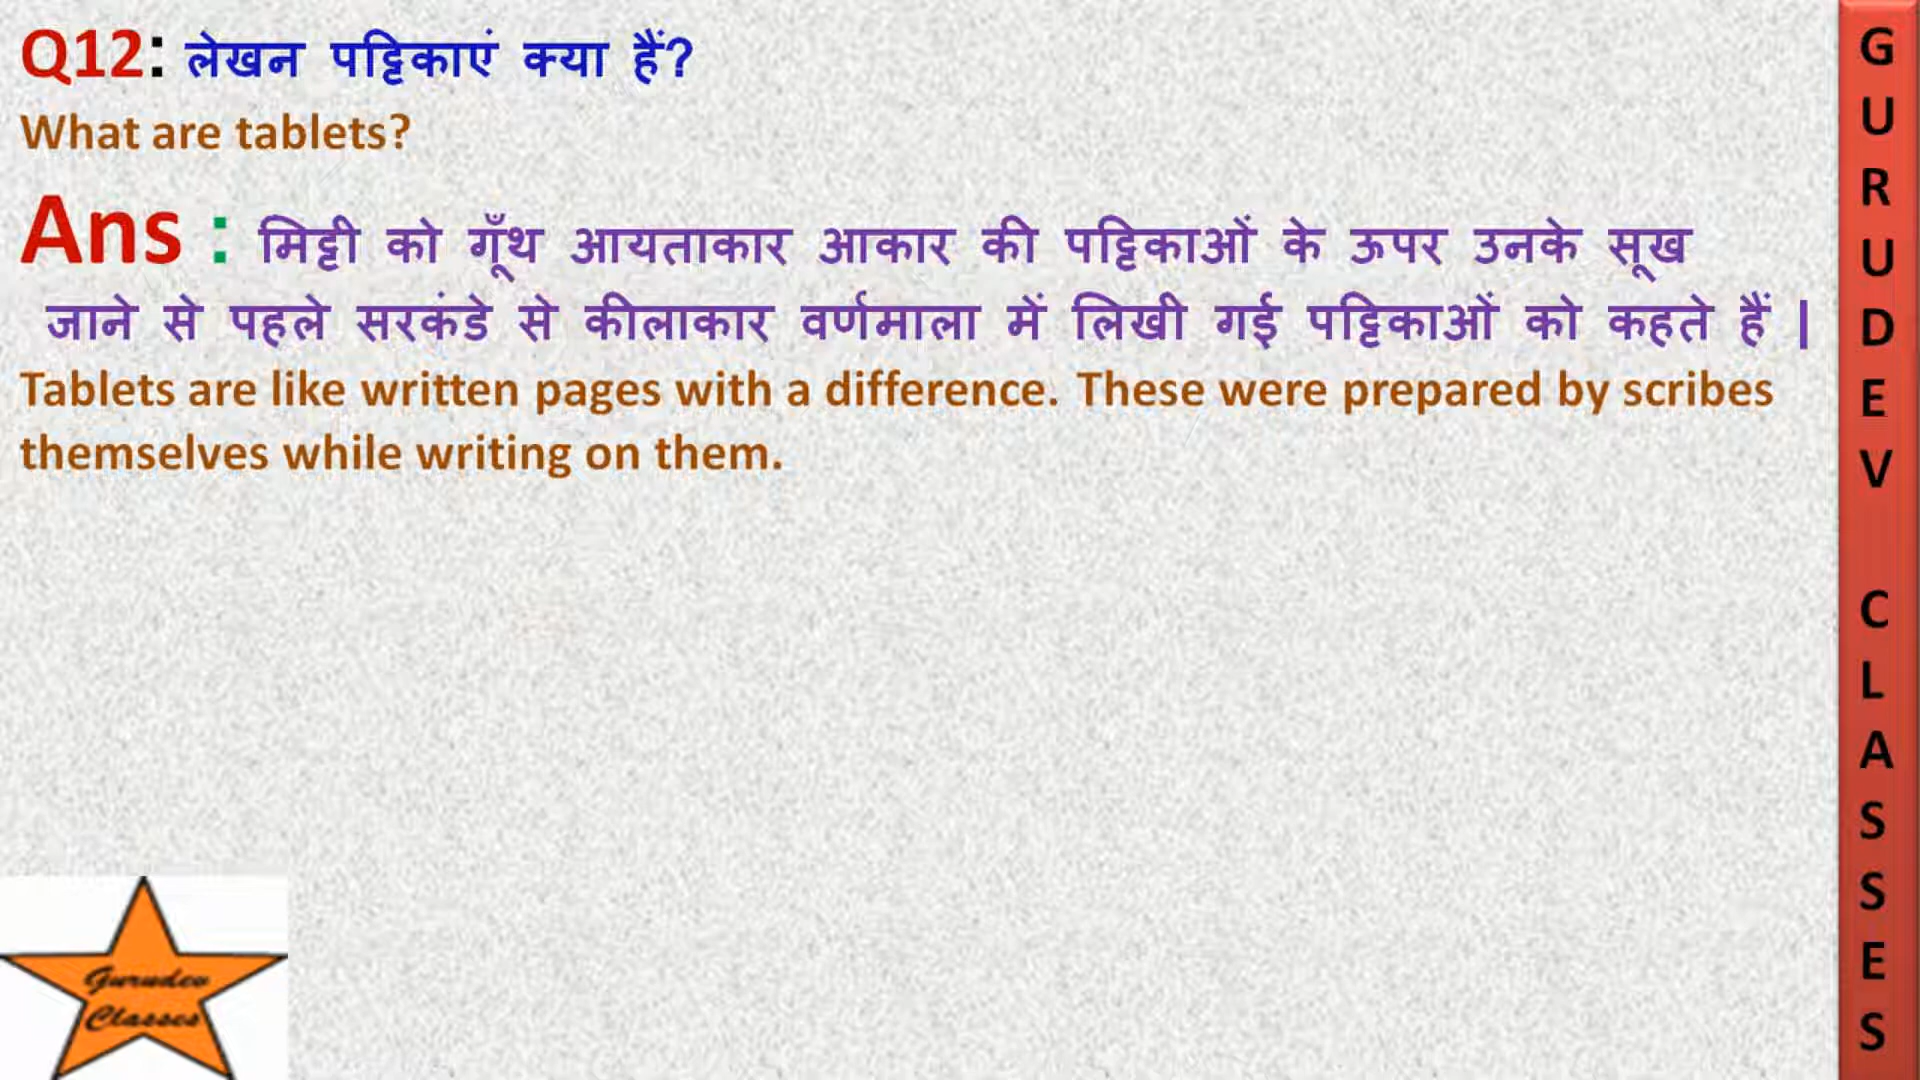 Q12: लेखन पट्टिकाएं क्या हैं?
What are tablets?
Ans : मिट्टी को गूँथ आयताकार आकार की पट्टिकाओं के ऊपर उनके सूख
जाने से पहले सरकंडे से कीलाकार वर्णमाला में लिखी गई पट्टिकाओं को कहते हैं |
Tablets are like written pages with a difference. These were prepared by scribes
themselves while writing on them.
Gurudev
Classes
GURUDEV CLASSES